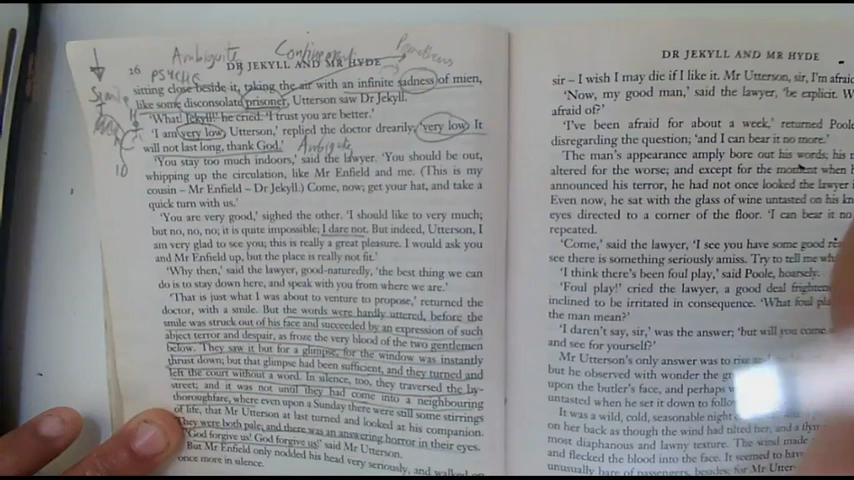 Ambiguity
26 DR JEKYLL AND MR HYDE
PSYCHE
sitting close beside it, taking the air with an infinite sadness of mien,
like some disconsolate prisoner, Utterson saw Dr Jekyll.
'What! Jekyll!' he cried. 'I trust you are better.'
'I am very low Utterson,' replied the doctor drearily, 'very low. It
will not last long, thank God.'
'You stay too much indoors,' said the lawyer. 'You should be out,
whipping up the circulation, like Mr Enfield and me. (This is my
cousin – Mr Enfield – Dr Jekyll.) Come, now; get your hat, and take a
quick turn with us.'
'You are very good,' sighed the other. 'I should like to very much;
but no, no, no; it is quite impossible; I dare not. But indeed, Utterson, I
am very glad to see you; this is really a great pleasure. I would ask you
and Mr Enfield up, but the place is really not fit.'
'Why then,' said the lawyer, good-naturedly, 'the best thing we can
do is to stay down here, and speak with you from where we are.'
'That is just what I was about to venture to propose,' returned the
doctor, with a smile. But the words were hardly uttered, before the
smile was struck out of his face and succeeded by an expression of such
abject terror and despair, as froze the very blood of the two gentlemen
below. They saw it but for a glimpse, for the window was instantly
thrust down; but that glimpse had been sufficient, and they turned and
left the court without a word. In silence, too, they traversed the by-
street; and it was not until they had come into a neighbouring
thoroughfare, where even upon a Sunday there were still some stirrings
of life, that Mr Utterson at last turned and looked at his companion.
They were both pale; and there was an answering horror in their eyes.
'God forgive us! God forgive us!' said Mr Utterson.
But Mr Enfield only nodded his head very seriously, and walked on
once more in silence.
DR JEKYLL AND MR HYDE
sir – I wish I may die if I like it. Mr Utterson, sir, I'm afraid
'Now, my good man,' said the lawyer, 'be explicit. W
afraid of?'
'I've been afraid for about a week,' returned Poole
disregarding the question; 'and I can bear it no more.'
The man's appearance amply bore out his words; his m
altered for the worse; and except for the moment when h
announced his terror, he had not once looked the lawyer i
Even now, he sat with the glass of wine untasted on his kn
eyes directed to a corner of the floor. 'I can bear it no
repeated.
'Come,' said the lawyer, 'I see you have some good rea
see there is something seriously amiss. Try to tell me wha
'I think there's been foul play,' said Poole, hoarsely.
'Foul play!' cried the lawyer, a good deal frighten
inclined to be irritated in consequence. 'What foul pla
the man mean?'
'I daren't say, sir,' was the answer; 'but will you come
and see for yourself?'
Mr Utterson's only answer was to rise
but he observed with wonder the gr
upon the butler's face, and perhaps w
untasted when he set it down to follow
It was a wild, cold, seasonable night
on her back as though the wind had tilted her, and a flyi
most diaphanous and lawny texture. The wind made
and flecked the blood into the face. It seemed to have
unusually bare of passengers, besides; for Mr Utter